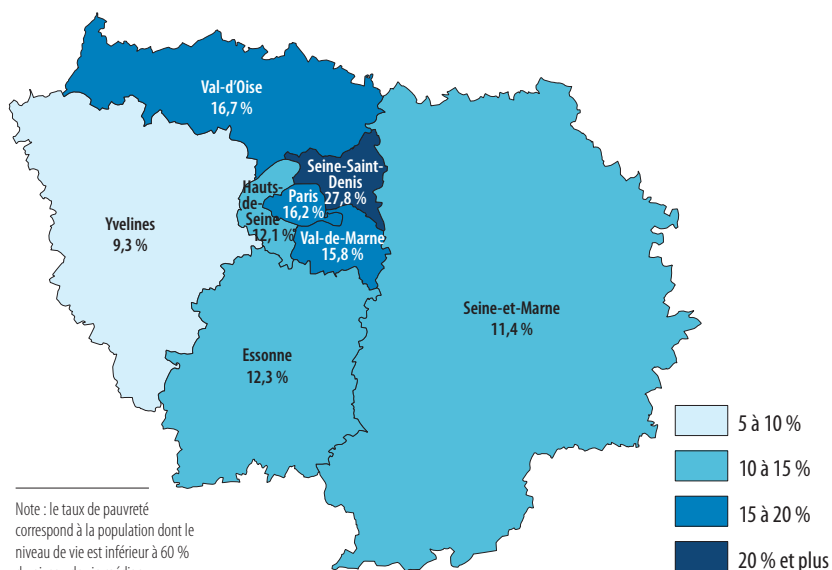 Val-d'Oise
16,7 %
Seine-Saint-
Denis
27,8 %
Hauts-
de-
Seine
12,1 %
Paris
16,2 %
Val-de-Marne
15,8 %
Yvelines
9,3 %
Seine-et-Marne
11,4 %
Essonne
12,3 %
5 à 10 %
10 à 15 %
15 à 20 %
20 % et plus
Note : le taux de pauvreté
correspond à la population dont le
niveau de vie est inférieur à 60 %